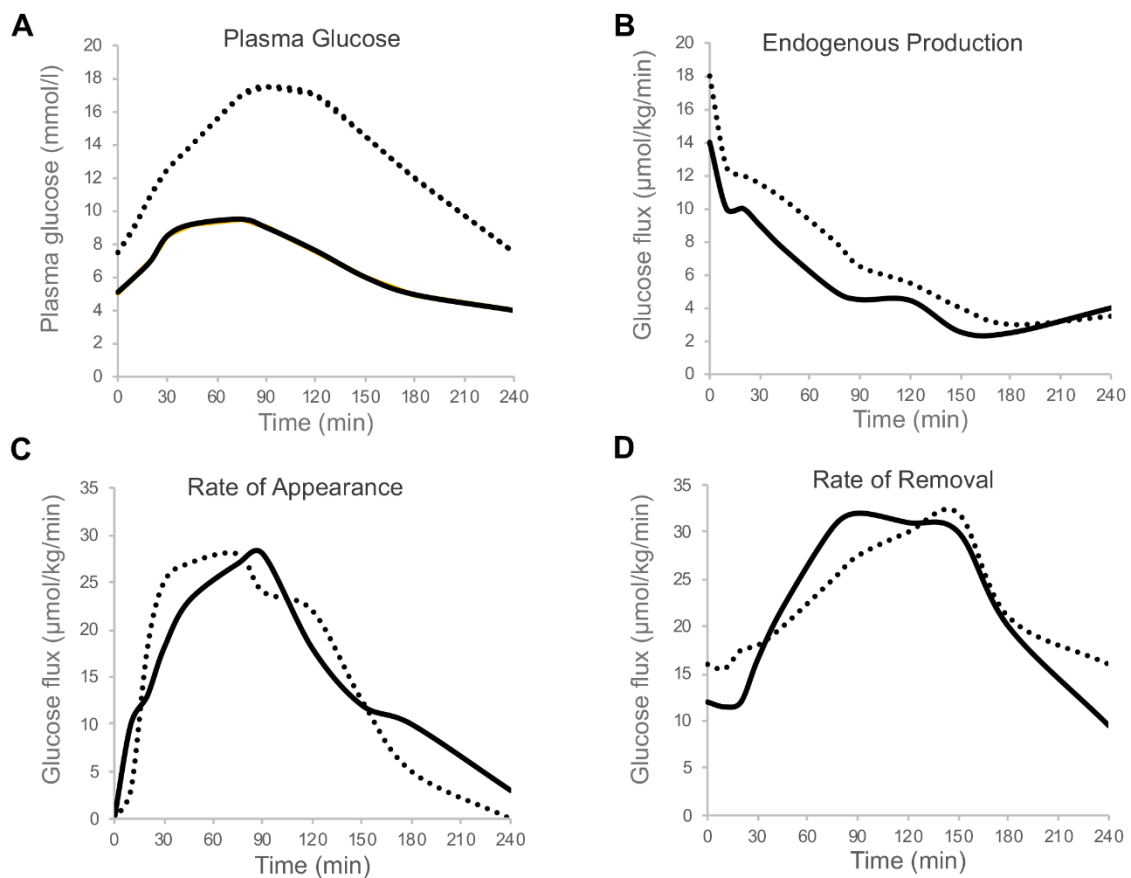 A
Plasma Glucose
Plasma glucose (mmol/l)
20
18
16
14
12
10
8
6
4
2
0
0 30 60 90 120 150 180 210 240
Time (min)
B
Endogenous Production
Glucose flux (µmol/kg/min)
20
18
16
14
12
10
8
6
4
2
0
0 30 60 90 120 150 180 210 240
Time (min)
C
Rate of Appearance
Glucose flux (µmol/kg/min)
35
30
25
20
15
10
5
0
0 30 60 90 120 150 180 210 240
Time (min)
D
Rate of Removal
Glucose flux (µmol/kg/min)
35
30
25
20
15
10
5
0
0 30 60 90 120 150 180 210 240
Time (min)